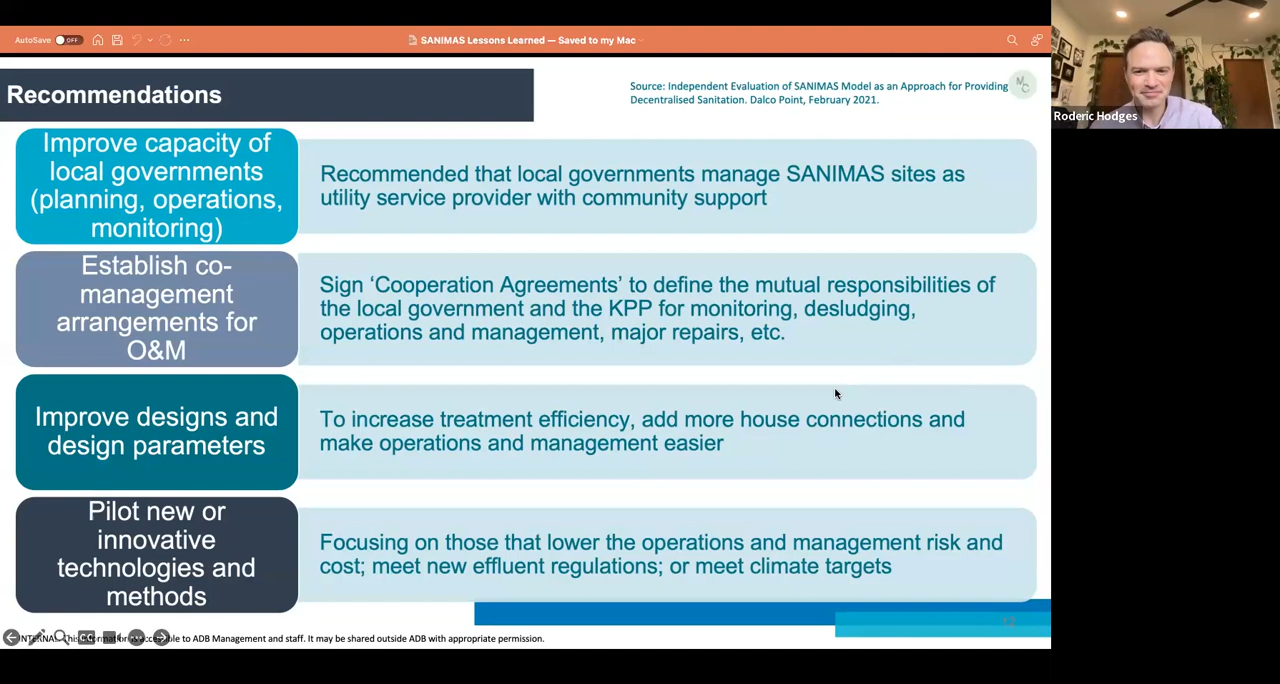 AutoSave OFF
SANIMAS Lessons Learned — Saved to my Mac
Recommendations
Source: Independent Evaluation of SANIMAS Model as an Approach for Providing
Decentralised Sanitation. Dalco Point, February 2021.
MC
Roderic Hodges
Improve capacity of
local governments
(planning, operations,
monitoring)
Recommended that local governments manage SANIMAS sites as
utility service provider with community support
Establish co-
management
arrangements for
O&M
Sign ‘Cooperation Agreements’ to define the mutual responsibilities of
the local government and the KPP for monitoring, desludging,
operations and management, major repairs, etc.
Improve designs and
design parameters
To increase treatment efficiency, add more house connections and
make operations and management easier
Pilot new or
innovative
technologies and
methods
Focusing on those that lower the operations and management risk and
cost; meet new effluent regulations; or meet climate targets
12
INTERNAL. This information is accessible to ADB Management and staff. It may be shared outside ADB with appropriate permission.